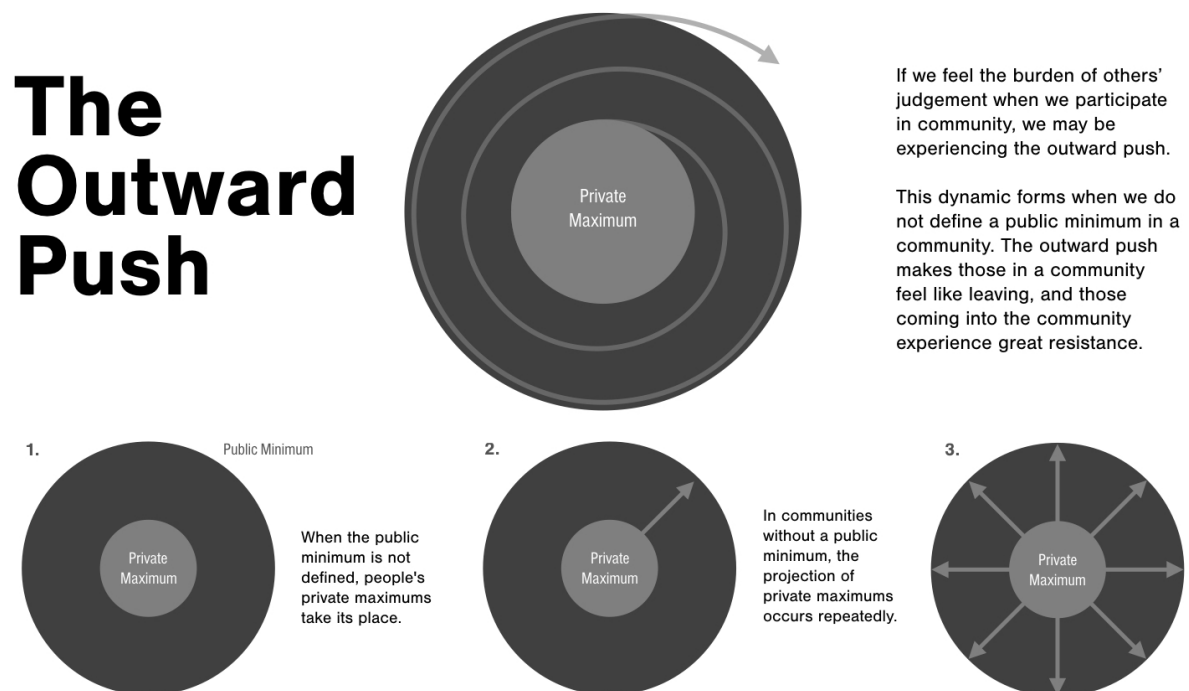 The
Outward
Push
Private
Maximum
If we feel the burden of others’
judgement when we participate
in community, we may be
experiencing the outward push.
This dynamic forms when we do
not define a public minimum in a
community. The outward push
makes those in a community
feel like leaving, and those
coming into the community
experience great resistance.
1.
Public Minimum
Private
Maximum
When the public
minimum is not
defined, people's
private maximums
take its place.
2.
Private
Maximum
In communities
without a public
minimum, the
projection of
private maximums
occurs repeatedly.
3.
Private
Maximum